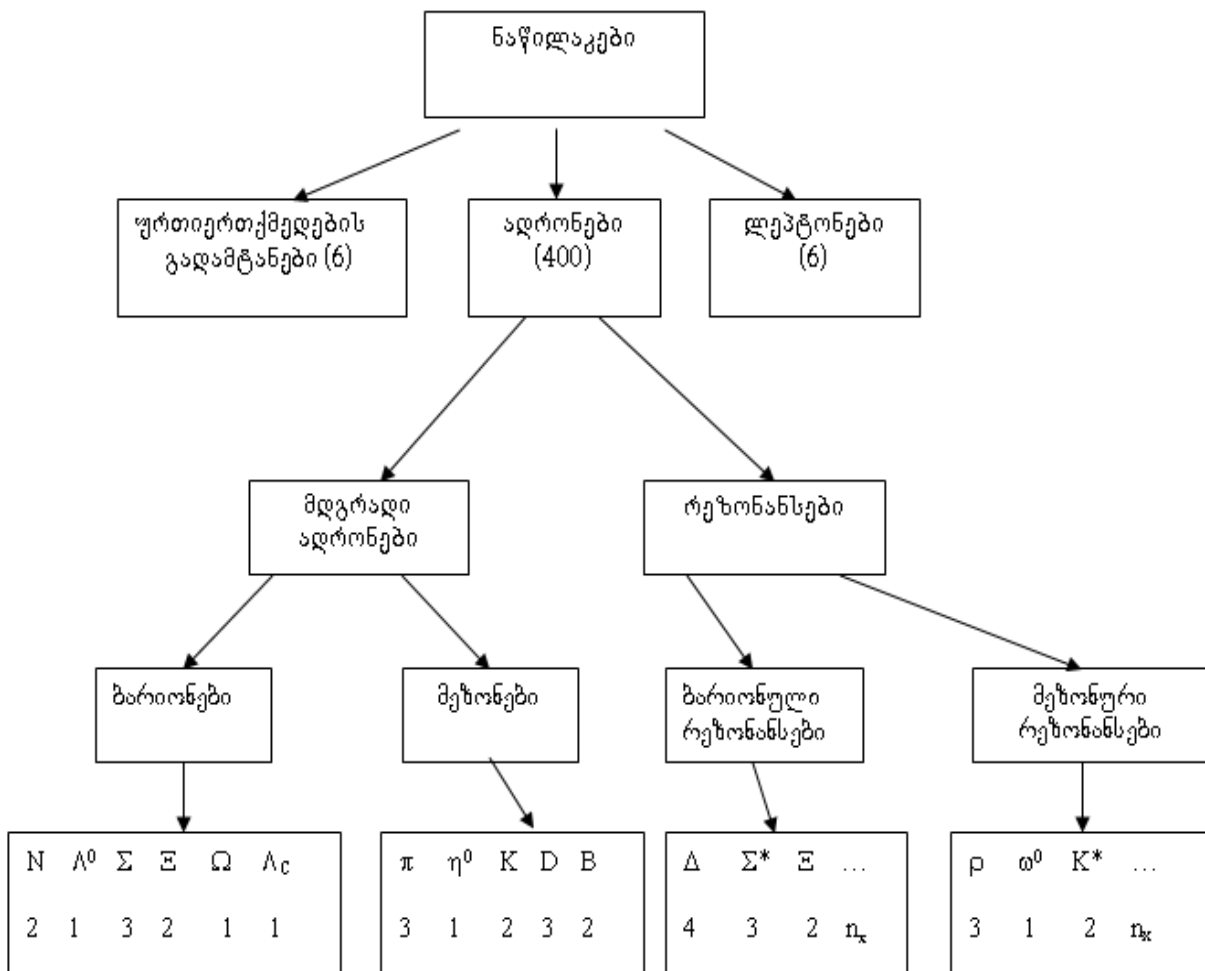 ნაწილაკები
ურთიერთქმედების
გადამტანები (6)
ადრონები
(400)
ლეპტონები
(6)
მდგრადი
ადრონები
რეზონანსები
ბარიონები
მეზონები
ბარიონული
რეზონანსები
მეზონური
რეზონანსები
N Λ⁰ Σ Ξ Ω Λ_C
2 1 3 2 1 1
π η⁰ K D B
3 1 2 3 2
Δ Σ* Ξ ...
4 3 2 nₓ
ρ ω⁰ K* ...
3 1 2 nₓ